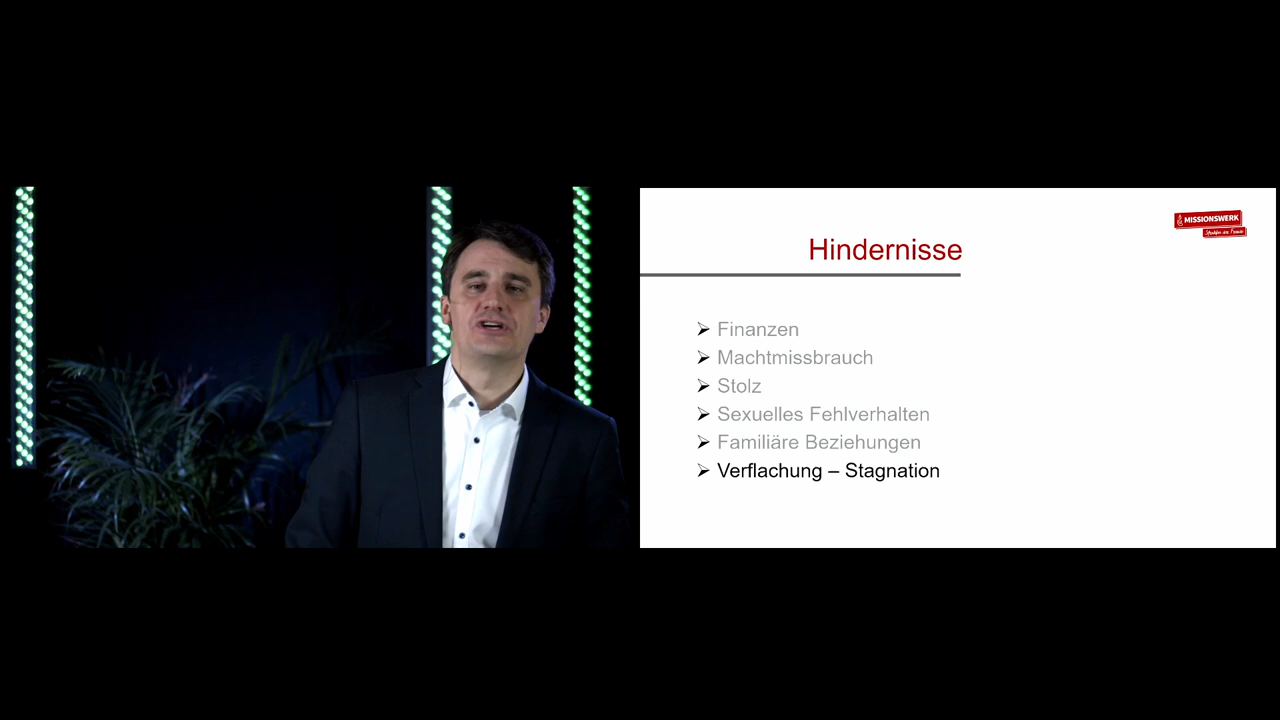 MISSIONSWERK
Hindernisse
Finanzen
Machtmissbrauch
Stolz
Sexuelles Fehlverhalten
Familiäre Beziehungen
Verflachung – Stagnation